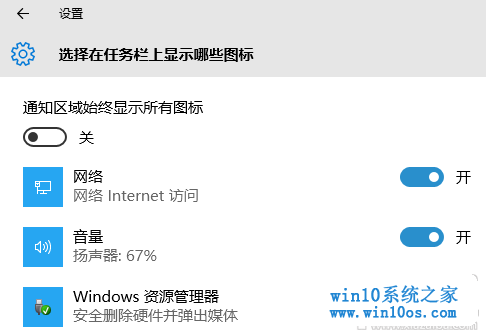 设置
选择在任务栏上显示哪些图标
通知区域始终显示所有图标
关
网络
网络 Internet 访问
开
音量
扬声器: 67%
开
Windows 资源管理器
安全删除硬件并弹出媒体
win10系统之家
www.win10os.com